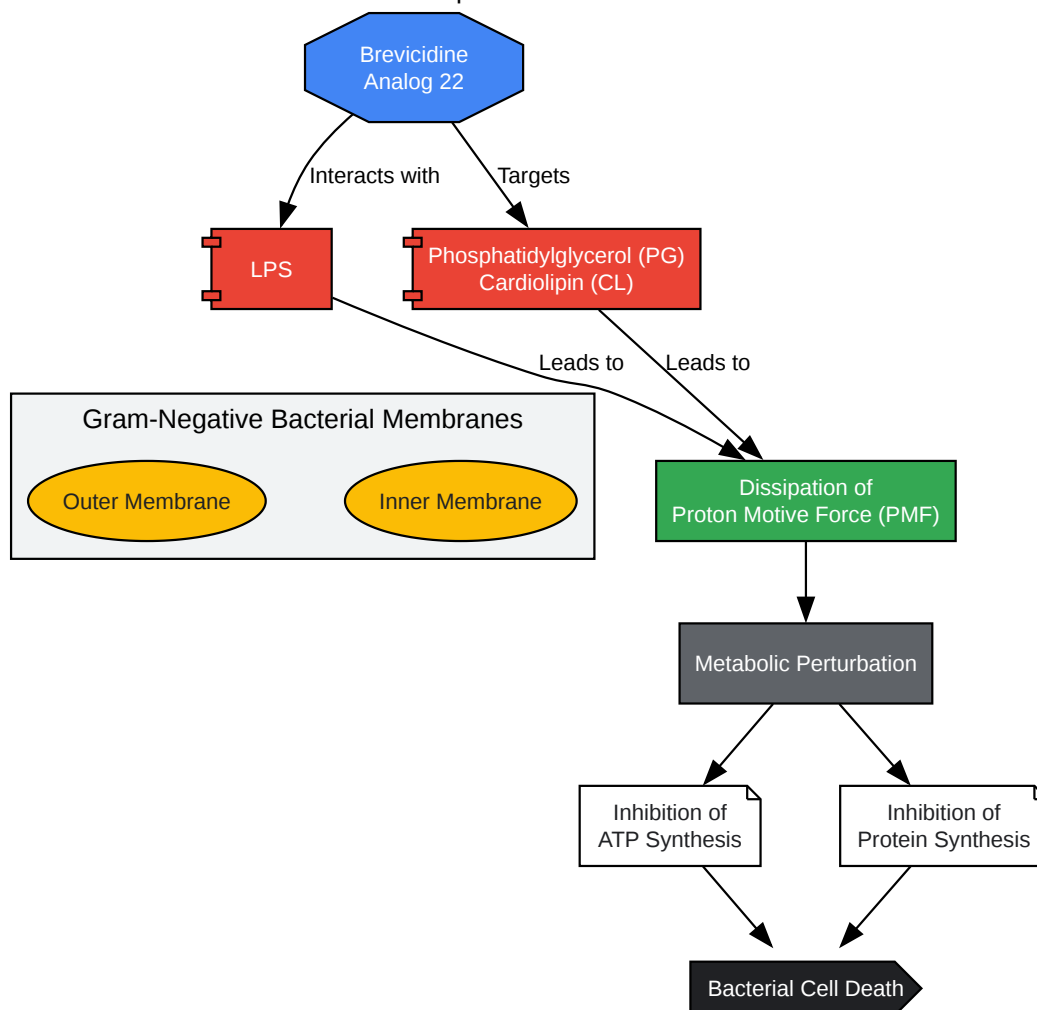 Brevicidine
Analog 22
Interacts with
Targets
LPS
Phosphatidylglycerol (PG)
Cardiolipin (CL)
Leads to
Leads to
Gram-Negative Bacterial Membranes
Outer Membrane
Inner Membrane
Dissipation of
Proton Motive Force (PMF)
Metabolic Perturbation
Inhibition of
ATP Synthesis
Inhibition of
Protein Synthesis
Bacterial Cell Death